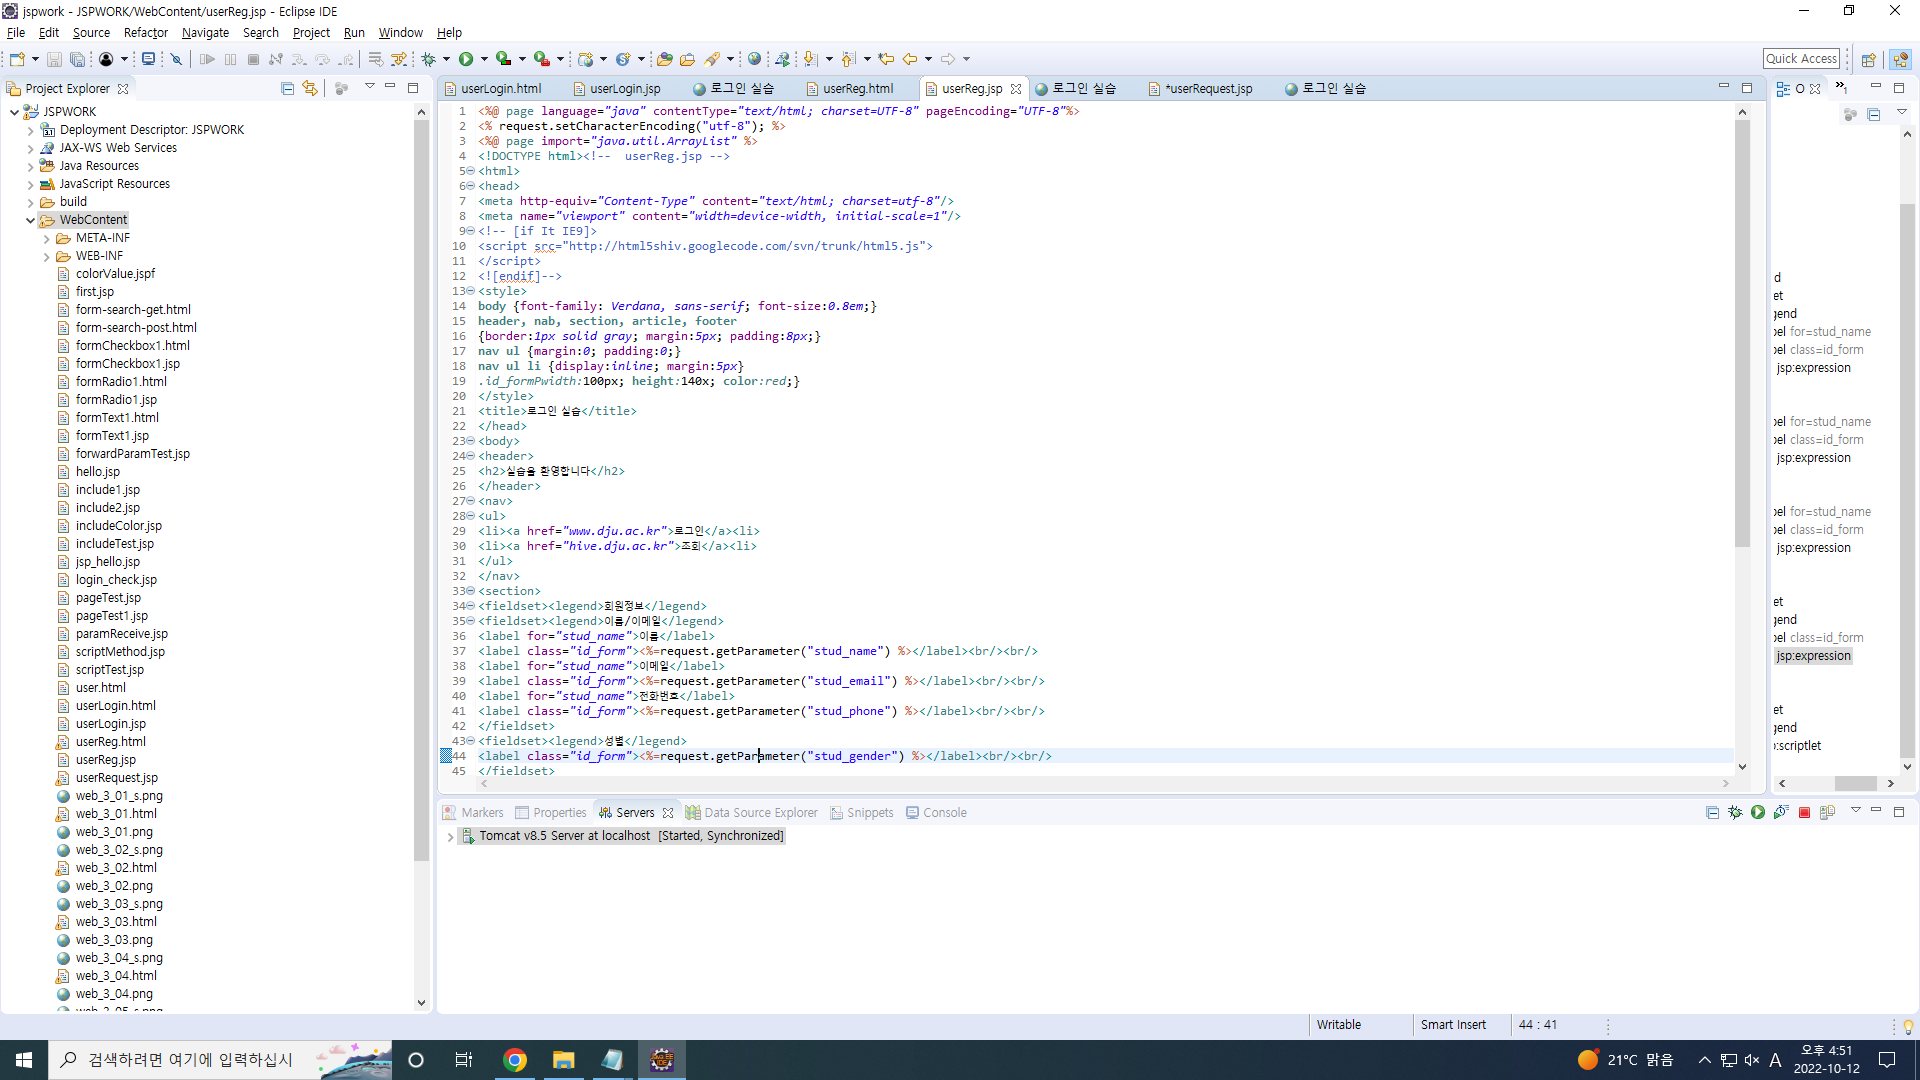 jspwork - JSPWORK/WebContent/userReg.jsp - Eclipse IDE
File Edit Source Refactor Navigate Search Project Run Window Help
Quick Access
Project Explorer
userLogin.html userLogin.jsp 로그인 실습 userReg.html userReg.jsp 로그인 실습 *userRequest.jsp 로그인 실습
JSPWORK
Deployment Descriptor: JSPWORK
JAX-WS Web Services
Java Resources
JavaScript Resources
build
WebContent
META-INF
WEB-INF
colorValue.jspf
first.jsp
form-search-get.html
form-search-post.html
formCheckbox1.html
formCheckbox1.jsp
formRadio1.html
formRadio1.jsp
formText1.html
formText1.jsp
forwardParamTest.jsp
hello.jsp
include1.jsp
include2.jsp
includeColor.jsp
includeTest.jsp
jsp_hello.jsp
login_check.jsp
pageTest.jsp
pageTest1.jsp
paramReceive.jsp
scriptMethod.jsp
scriptTest.jsp
user.html
userLogin.html
userLogin.jsp
userReg.html
userReg.jsp
userRequest.jsp
web_3_01_s.png
web_3_01.html
web_3_01.png
web_3_02_s.png
web_3_02.html
web_3_02.png
web_3_03_s.png
web_3_03.html
web_3_03.png
web_3_04_s.png
web_3_04.html
web_3_04.png
1 <%@ page language="java" contentType="text/html; charset=UTF-8" pageEncoding="UTF-8"%>
2 <% request.setCharacterEncoding("utf-8"); %>
3 <%@ page import="java.util.ArrayList" %>
4 <!DOCTYPE html><!--  userReg.jsp -->
5 <html>
6 <head>
7 <meta http-equiv="Content-Type" content="text/html; charset=utf-8"/>
8 <meta name="viewport" content="width=device-width, initial-scale=1"/>
9 <!-- [if It IE9]>
10 <script src="http://html5shiv.googlecode.com/svn/trunk/html5.js">
11 </script>
12 <![endif]-->
13 <style>
14 body {font-family: Verdana, sans-serif; font-size:0.8em;}
15 header, nab, section, article, footer
16 {border:1px solid gray; margin:5px; padding:8px;}
17 nav ul {margin:0; padding:0;}
18 nav ul li {display:inline; margin:5px}
19 .id_formPwidth:100px; height:140x; color:red;}
20 </style>
21 <title>로그인 실습</title>
22 </head>
23 <body>
24 <header>
25 <h2>실습을 환영합니다</h2>
26 </header>
27 <nav>
28 <ul>
29 <li><a href="www.dju.ac.kr">로그인</a><li>
30 <li><a href="hive.dju.ac.kr">조회</a><li>
31 </ul>
32 </nav>
33 <section>
34 <fieldset><legend>회원정보</legend>
35 <fieldset><legend>이름/이메일</legend>
36 <label for="stud_name">이름</label>
37 <label class="id_form"><%=request.getParameter("stud_name") %></label><br/><br/>
38 <label for="stud_name">이메일</label>
39 <label class="id_form"><%=request.getParameter("stud_email") %></label><br/><br/>
40 <label for="stud_name">전화번호</label>
41 <label class="id_form"><%=request.getParameter("stud_phone") %></label><br/><br/>
42 </fieldset>
43 <fieldset><legend>성별</legend>
44 <label class="id_form"><%=request.getParameter("stud_gender") %></label><br/><br/>
45 </fieldset>
O
d
et
gend
bel for=stud_name
bel class=id_form
jsp:expression
bel for=stud_name
bel class=id_form
jsp:expression
bel for=stud_name
bel class=id_form
jsp:expression
et
gend
bel class=id_form
jsp:expression
et
gend
:scriptlet
Markers Properties Servers Data Source Explorer Snippets Console
Tomcat v8.5 Server at localhost [Started, Synchronized]
Writable Smart Insert 44 : 41
검색하려면 여기에 입력하십시
21°C 맑음 A 오후 4:51
2022-10-12